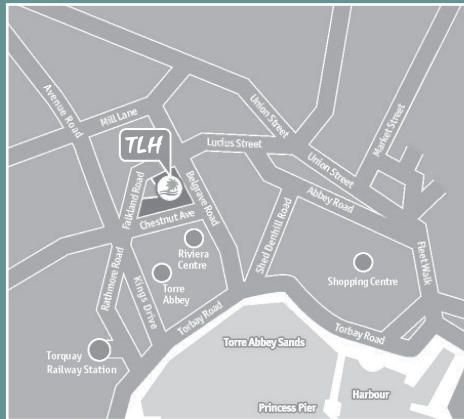 Avenue Road
Mill Lane
Union Street
Market Street
TLH
Lucius Street
Union Street
Falkland Road
Belgrave Road
Abbey Road
Chestnut Ave
Shed Denhill Road
Riviera
Centre
Fleet Walk
Rathmore Road
Kings Drive
Torre
Abbey
Shopping Centre
Torbay Road
Torbay Road
Torre Abbey Sands
Torquay
Railway Station
Harbour
Princess Pier